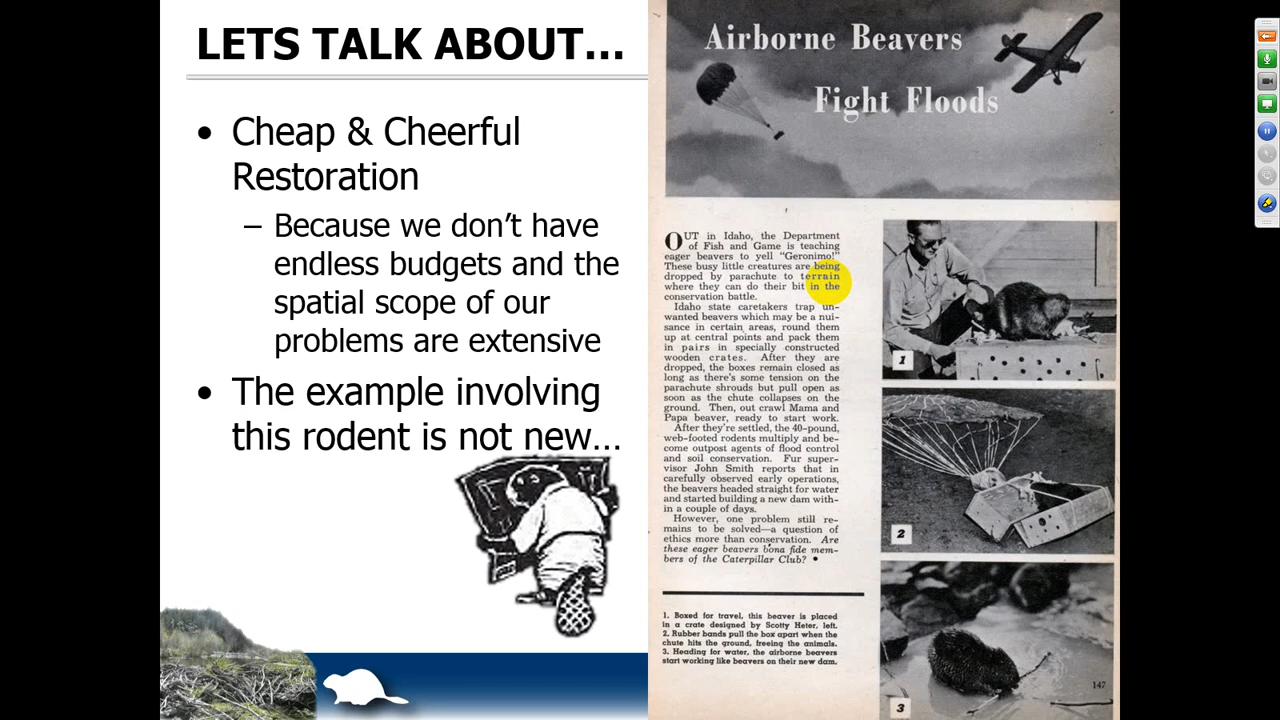 LETS TALK ABOUT…
• Cheap & Cheerful
Restoration
– Because we don’t have
endless budgets and the
spatial scope of our
problems are extensive
• The example involving
this rodent is not new…
Airborne Beavers
Fight Floods
OUT in Idaho, the Department
of Fish and Game is teaching
eager beavers to yell “Geronimo!”
These busy little creatures are being
dropped by parachute to terrain
where they can do their bit in the
conservation battle.
Idaho state caretakers trap un-
wanted beavers which may be a nui-
sance in certain areas, round them
up at central points and pack them
in pairs in specially constructed
wooden crates. After they are
dropped, the boxes remain closed as
long as there’s some tension on the
parachute shrouds but pull open as
soon as the chute collapses on the
ground. Then, out crawl Mama and
Papa beaver, ready to start work.
After they’re settled, the 40-pound,
web-footed rodents multiply and be-
come outpost agents of flood control
and soil conservation. Fur super-
visor John Smith reports that in
carefully observed early operations,
the beavers headed straight for water
and started building a new dam with-
in a couple of days.
However, one problem still re-
mains to be solved—a question of
ethics more than conservation. Are
these eager beavers bona fide mem-
bers of the Caterpillar Club? •
1. Boxed for travel, this beaver is placed
in a crate designed by Scotty Heter, left.
2. Rubber bands pull the box apart when the
chute hits the ground, freeing the animals.
3. Heading for water, the airborne beavers
start working like beavers on their new dam.
1
2
3
147